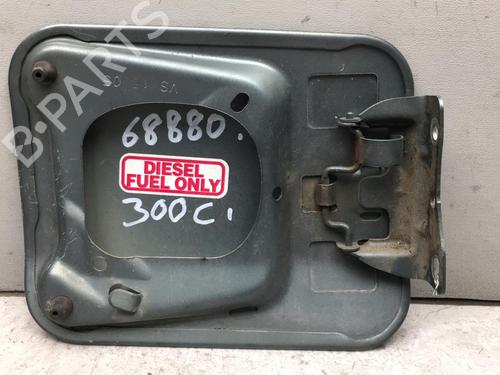 B-PARTS
68880.
DIESEL
FUEL ONLY
300C.